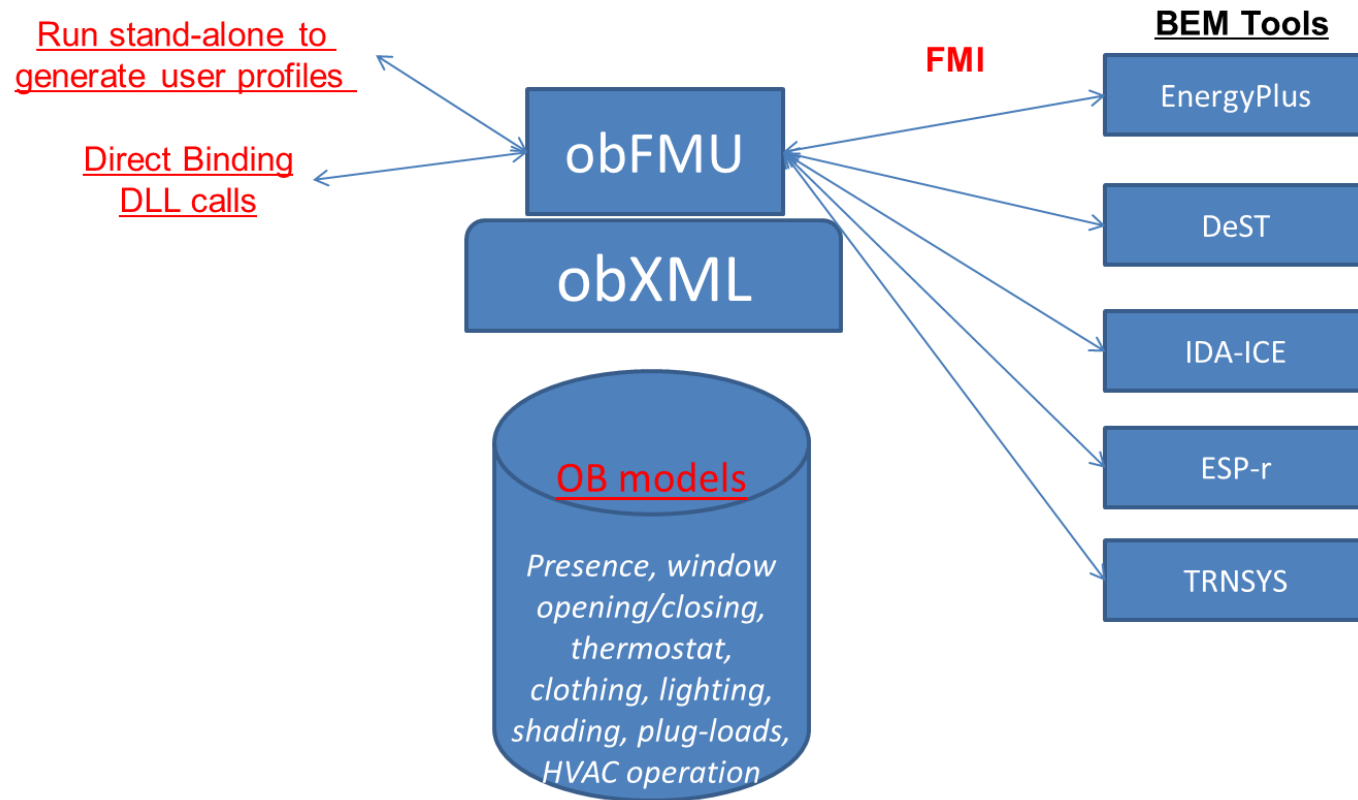 Run stand-alone to
generate user profiles
Direct Binding
DLL calls
obFMU
obXML
OB models
Presence, window
opening/closing,
thermostat,
clothing, lighting,
shading, plug-loads,
HVAC operation
FMI
BEM Tools
EnergyPlus
DeST
IDA-ICE
ESP-r
TRNSYS